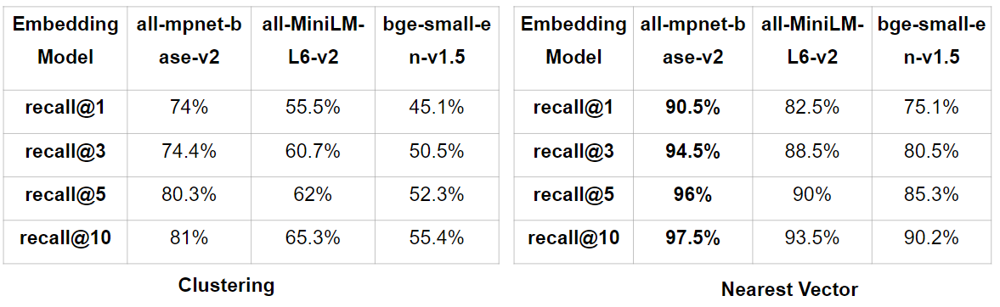 Embedding Model all-mpnet-b ase-v2 all-MiniLM- L6-v2 bge-small-e n-v1.5
recall@1 74% 55.5% 45.1%
recall@3 74.4% 60.7% 50.5%
recall@5 80.3% 62% 52.3%
recall@10 81% 65.3% 55.4%
Clustering
Embedding Model all-mpnet-b ase-v2 all-MiniLM- L6-v2 bge-small-e n-v1.5
recall@1 90.5% 82.5% 75.1%
recall@3 94.5% 88.5% 80.5%
recall@5 96% 90% 85.3%
recall@10 97.5% 93.5% 90.2%
Nearest Vector